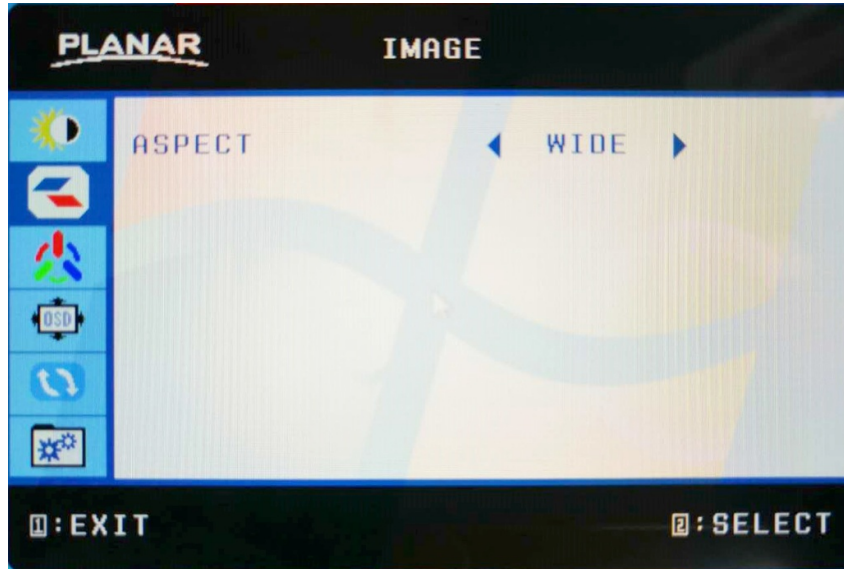 PLANAR
IMAGE
ASPECT ◀ WIDE ▶
OSD
1:EXIT
2:SELECT